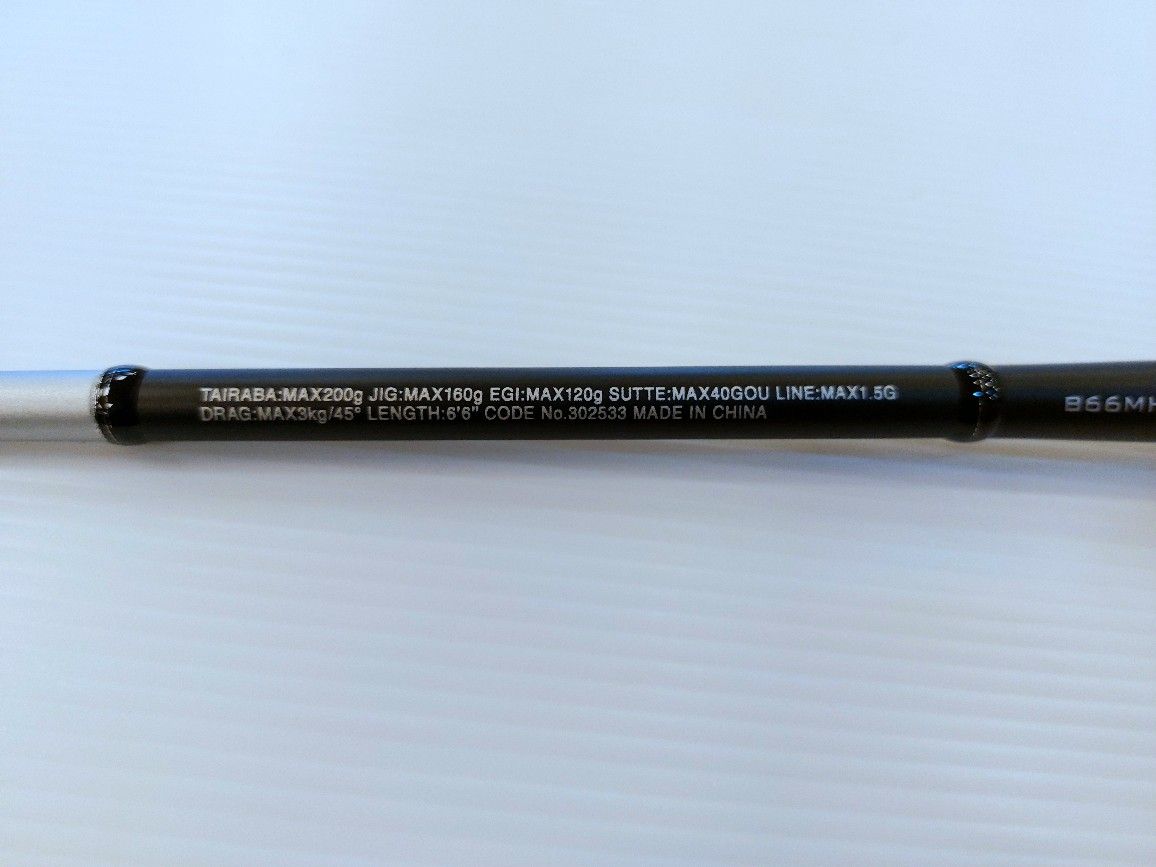 TAIRABA:MAX200g JIG:MAX160g EGI:MAX120g SUTTE:MAX40GOU LINE:MAX1.5G
DRAG:MAX3kg/45° LENGTH:6'6" CODE No.302533 MADE IN CHINA
B66MH